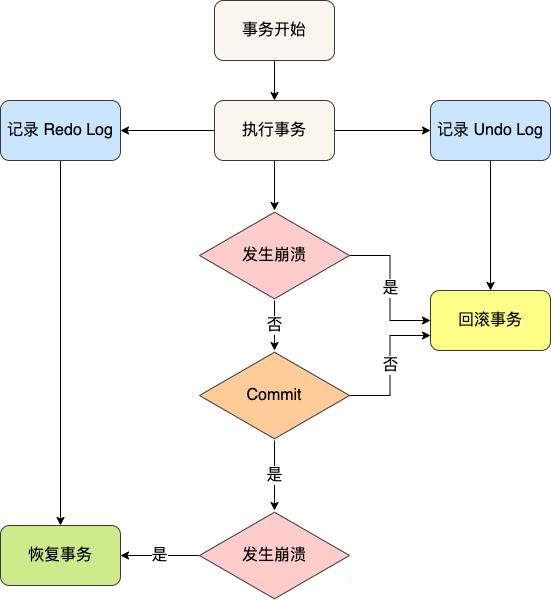 事务开始
记录 Redo Log
执行事务
记录 Undo Log
发生崩溃
是
回滚事务
否
Commit
否
是
恢复事务
是
发生崩溃